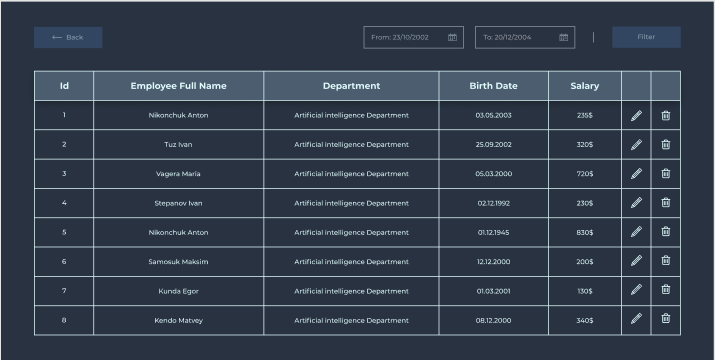 ← Back
From: 23/10/2002 To: 20/12/2004 | Filter
Id Employee Full Name Department Birth Date Salary
1 Nikonchuk Anton Artificial intelligence Department 03.05.2003 235$
2 Tuz Ivan Artificial intelligence Department 25.09.2002 320$
3 Vagera Maria Artificial intelligence Department 05.03.2000 720$
4 Stepanov Ivan Artificial intelligence Department 02.12.1992 230$
5 Nikonchuk Anton Artificial intelligence Department 01.12.1945 830$
6 Samosuk Maksim Artificial intelligence Department 12.12.2000 200$
7 Kunda Egor Artificial intelligence Department 01.03.2001 130$
8 Kendo Matvey Artificial intelligence Department 08.12.2000 340$